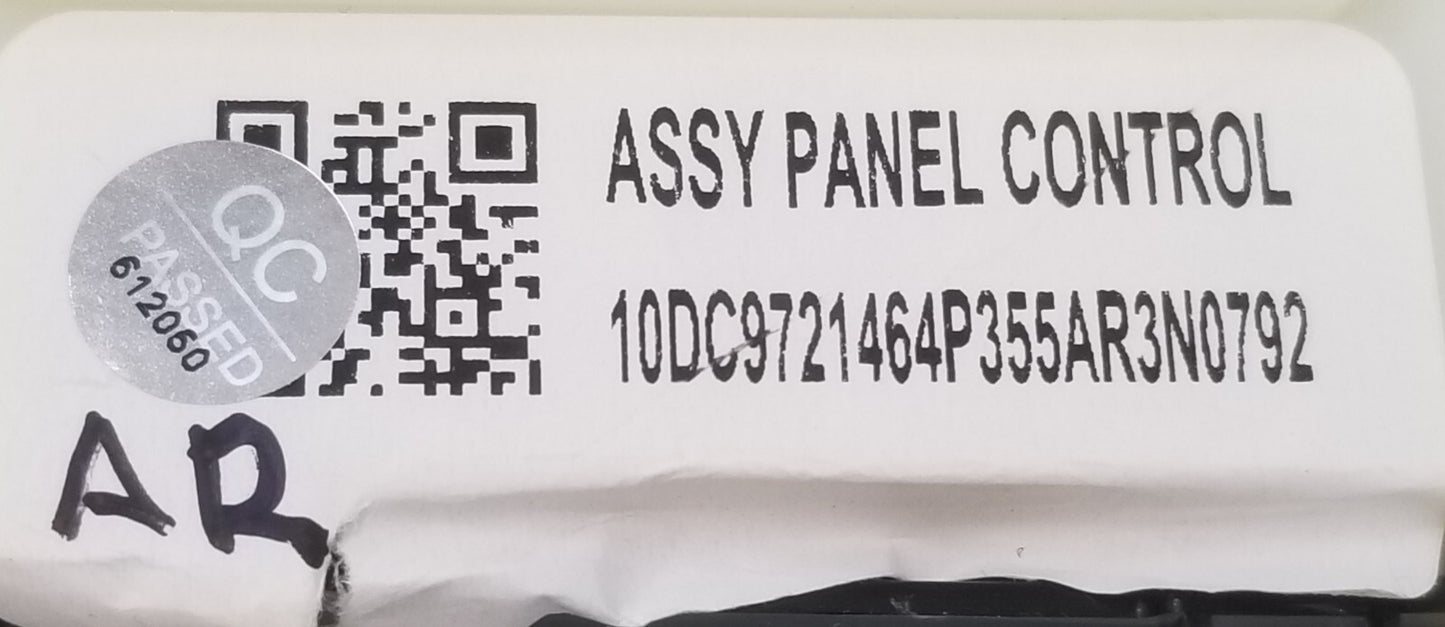 ASSY PANEL CONTROL
10DC9721464P355AR3N0792
QC
PASSED
612060
AR